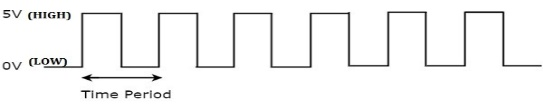 5V (HIGH)
0V (LOW)
Time Period